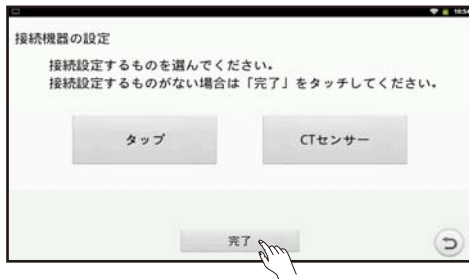 10:54
接続機器の設定
接続設定するものを選んでください。
接続設定するものがない場合は「完了」をタッチしてください。
タップ
CTセンサー
完了